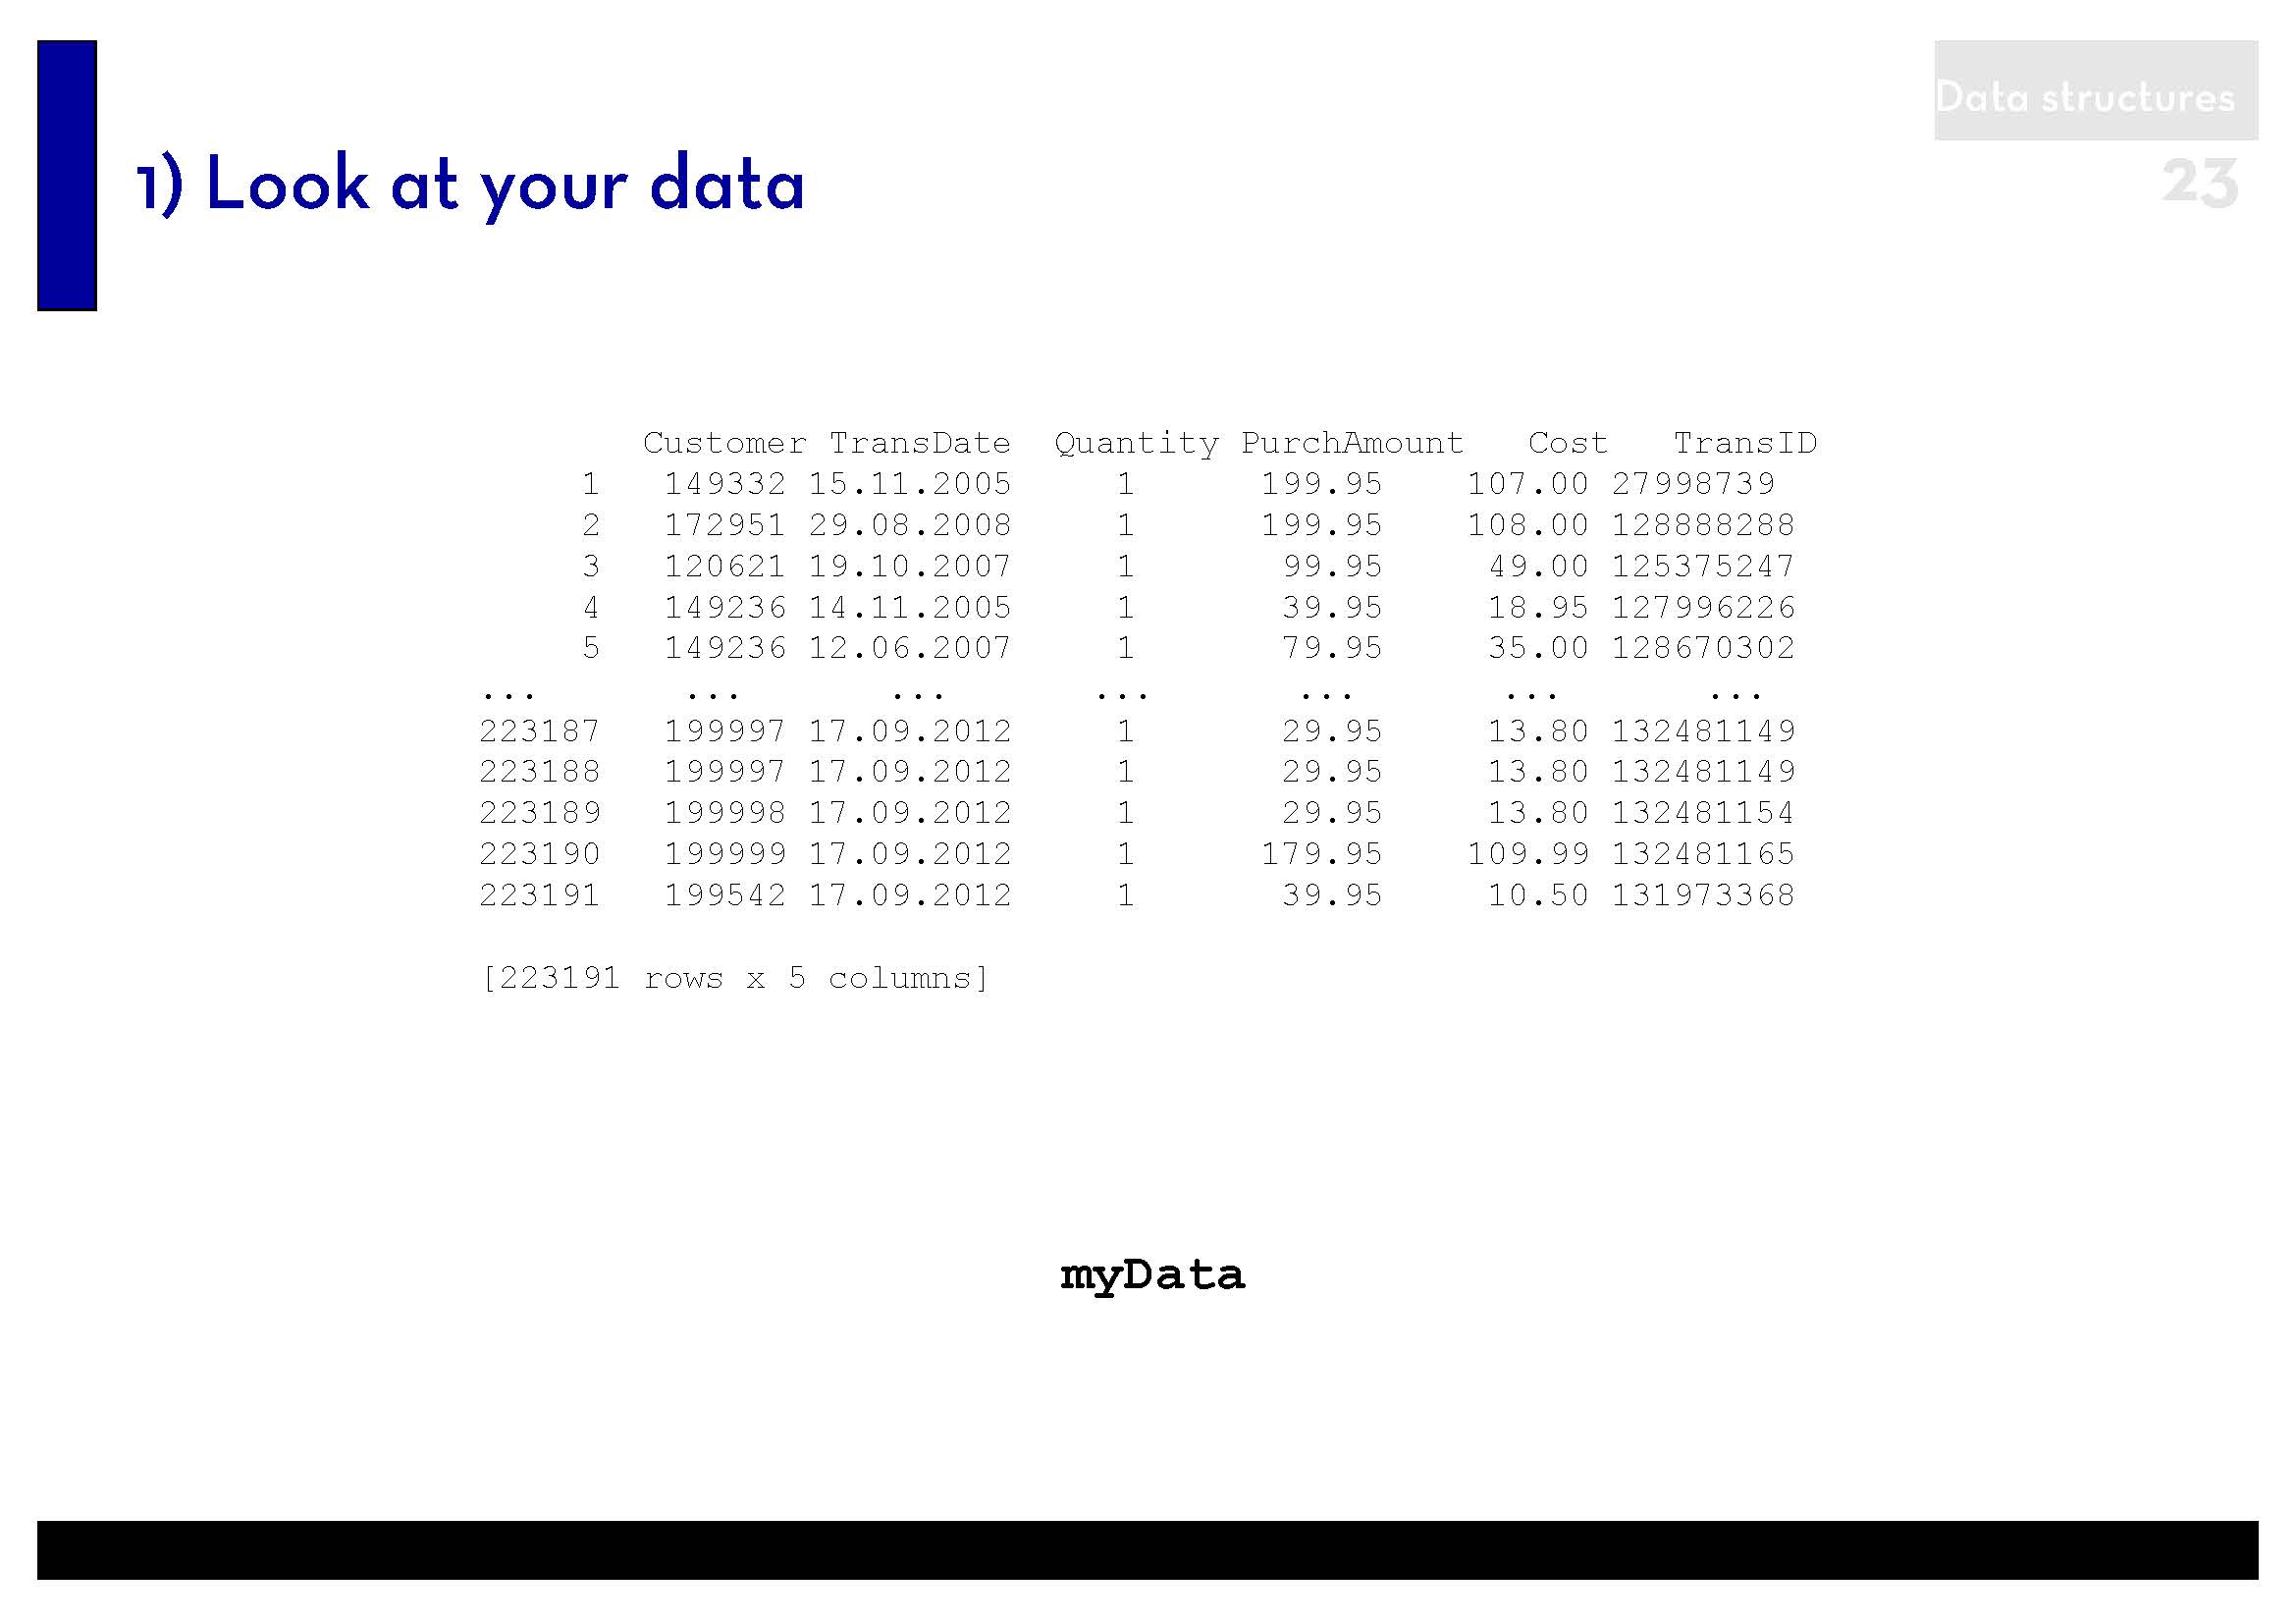 Data structures
23
1) Look at your data
Customer TransDate Quantity PurchAmount Cost TransID
1 149332 15.11.2005 1 199.95 107.00 27998739
2 172951 29.08.2008 1 199.95 108.00 128888288
3 120621 19.10.2007 1 99.95 49.00 125375247
4 149236 14.11.2005 1 39.95 18.95 127996226
5 149236 12.06.2007 1 79.95 35.00 128670302
... ... ... ... ... ... ...
223187 199997 17.09.2012 1 29.95 13.80 132481149
223188 199997 17.09.2012 1 29.95 13.80 132481149
223189 199998 17.09.2012 1 29.95 13.80 132481154
223190 199999 17.09.2012 1 179.95 109.99 132481165
223191 199542 17.09.2012 1 39.95 10.50 131973368
[223191 rows x 5 columns]
myData